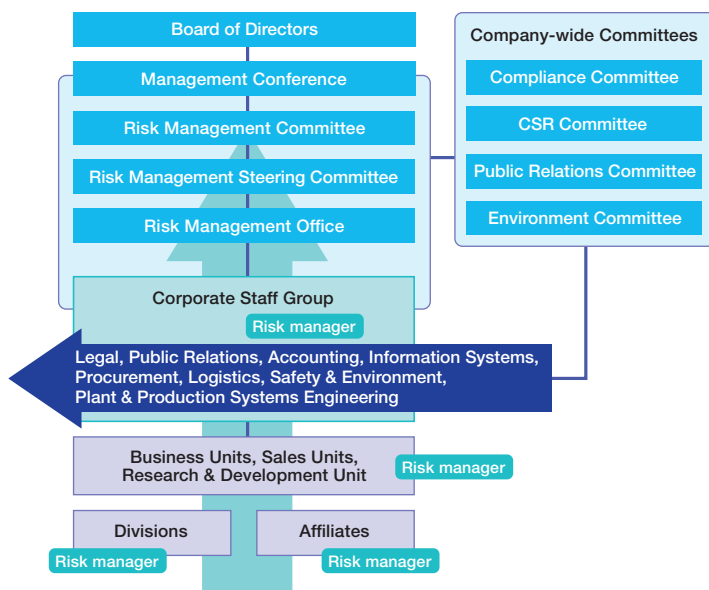 Board of Directors
Management Conference
Risk Management Committee
Risk Management Steering Committee
Risk Management Office
Company-wide Committees
Compliance Committee
CSR Committee
Public Relations Committee
Environment Committee
Corporate Staff Group
Risk manager
Legal, Public Relations, Accounting, Information Systems,
Procurement, Logistics, Safety & Environment,
Plant & Production Systems Engineering
Business Units, Sales Units,
Research & Development Unit
Risk manager
Divisions
Risk manager
Affiliates
Risk manager